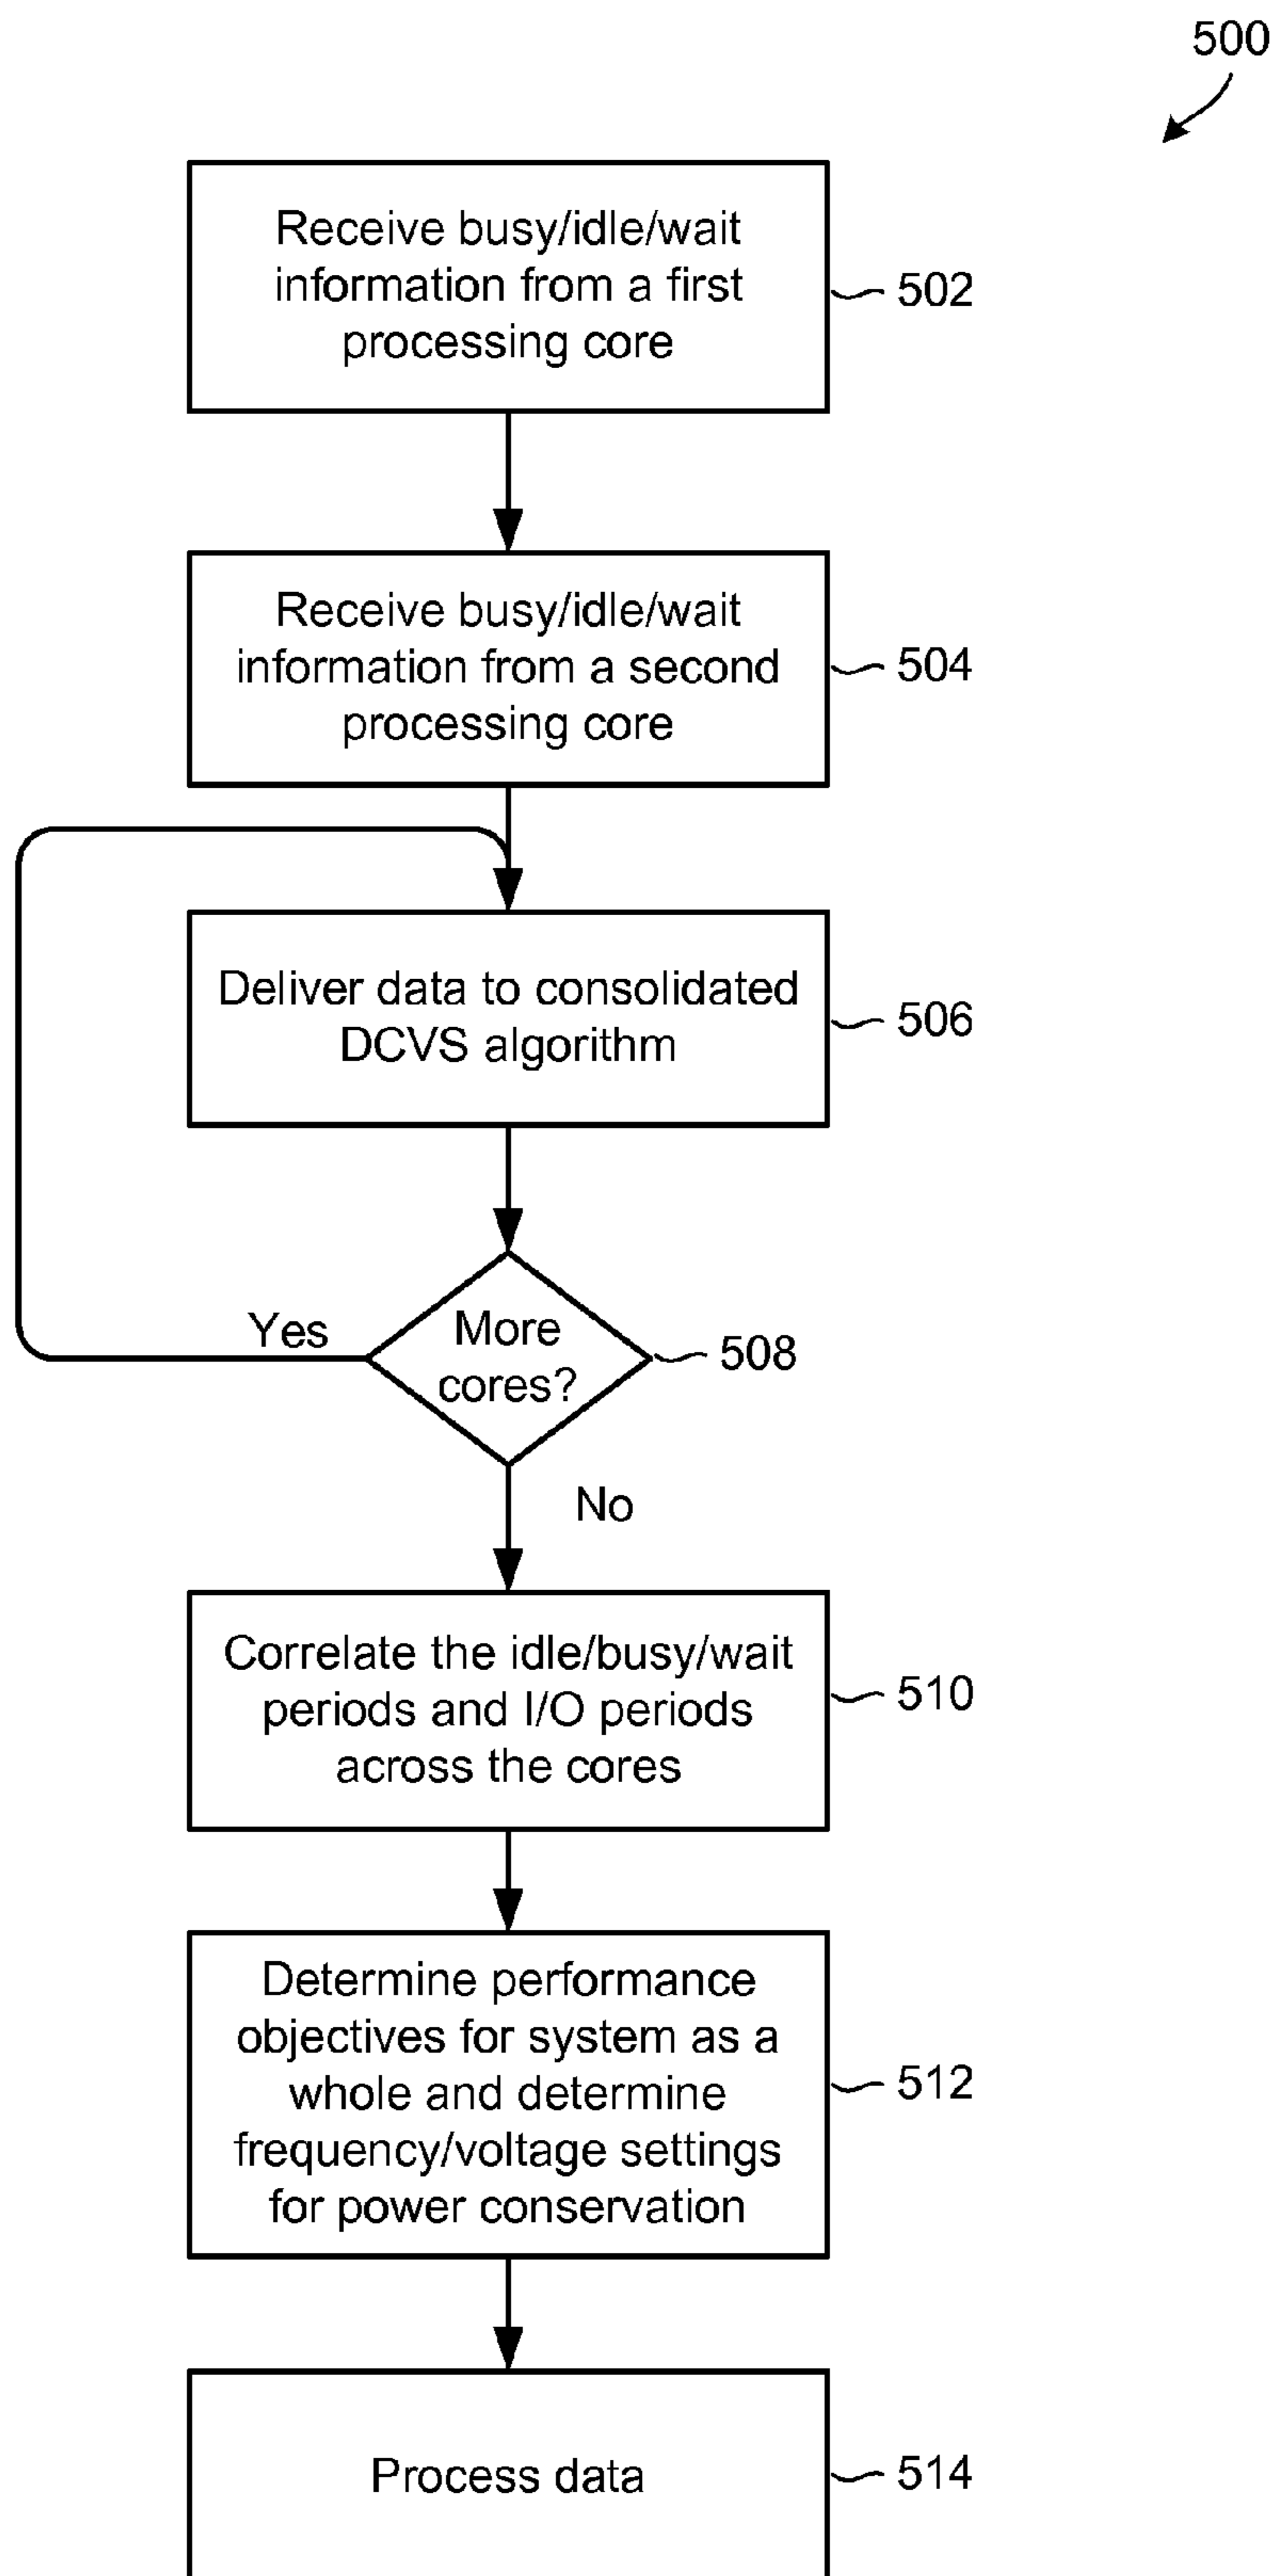 500
Receive busy/idle/wait
information from a first
processing core
502
Receive busy/idle/wait
information from a second
processing core
504
Deliver data to consolidated
DCVS algorithm
506
More
cores?
508
Yes
No
Correlate the idle/busy/wait
periods and I/O periods
across the cores
510
Determine performance
objectives for system as a
whole and determine
frequency/voltage settings
for power conservation
512
Process data
514